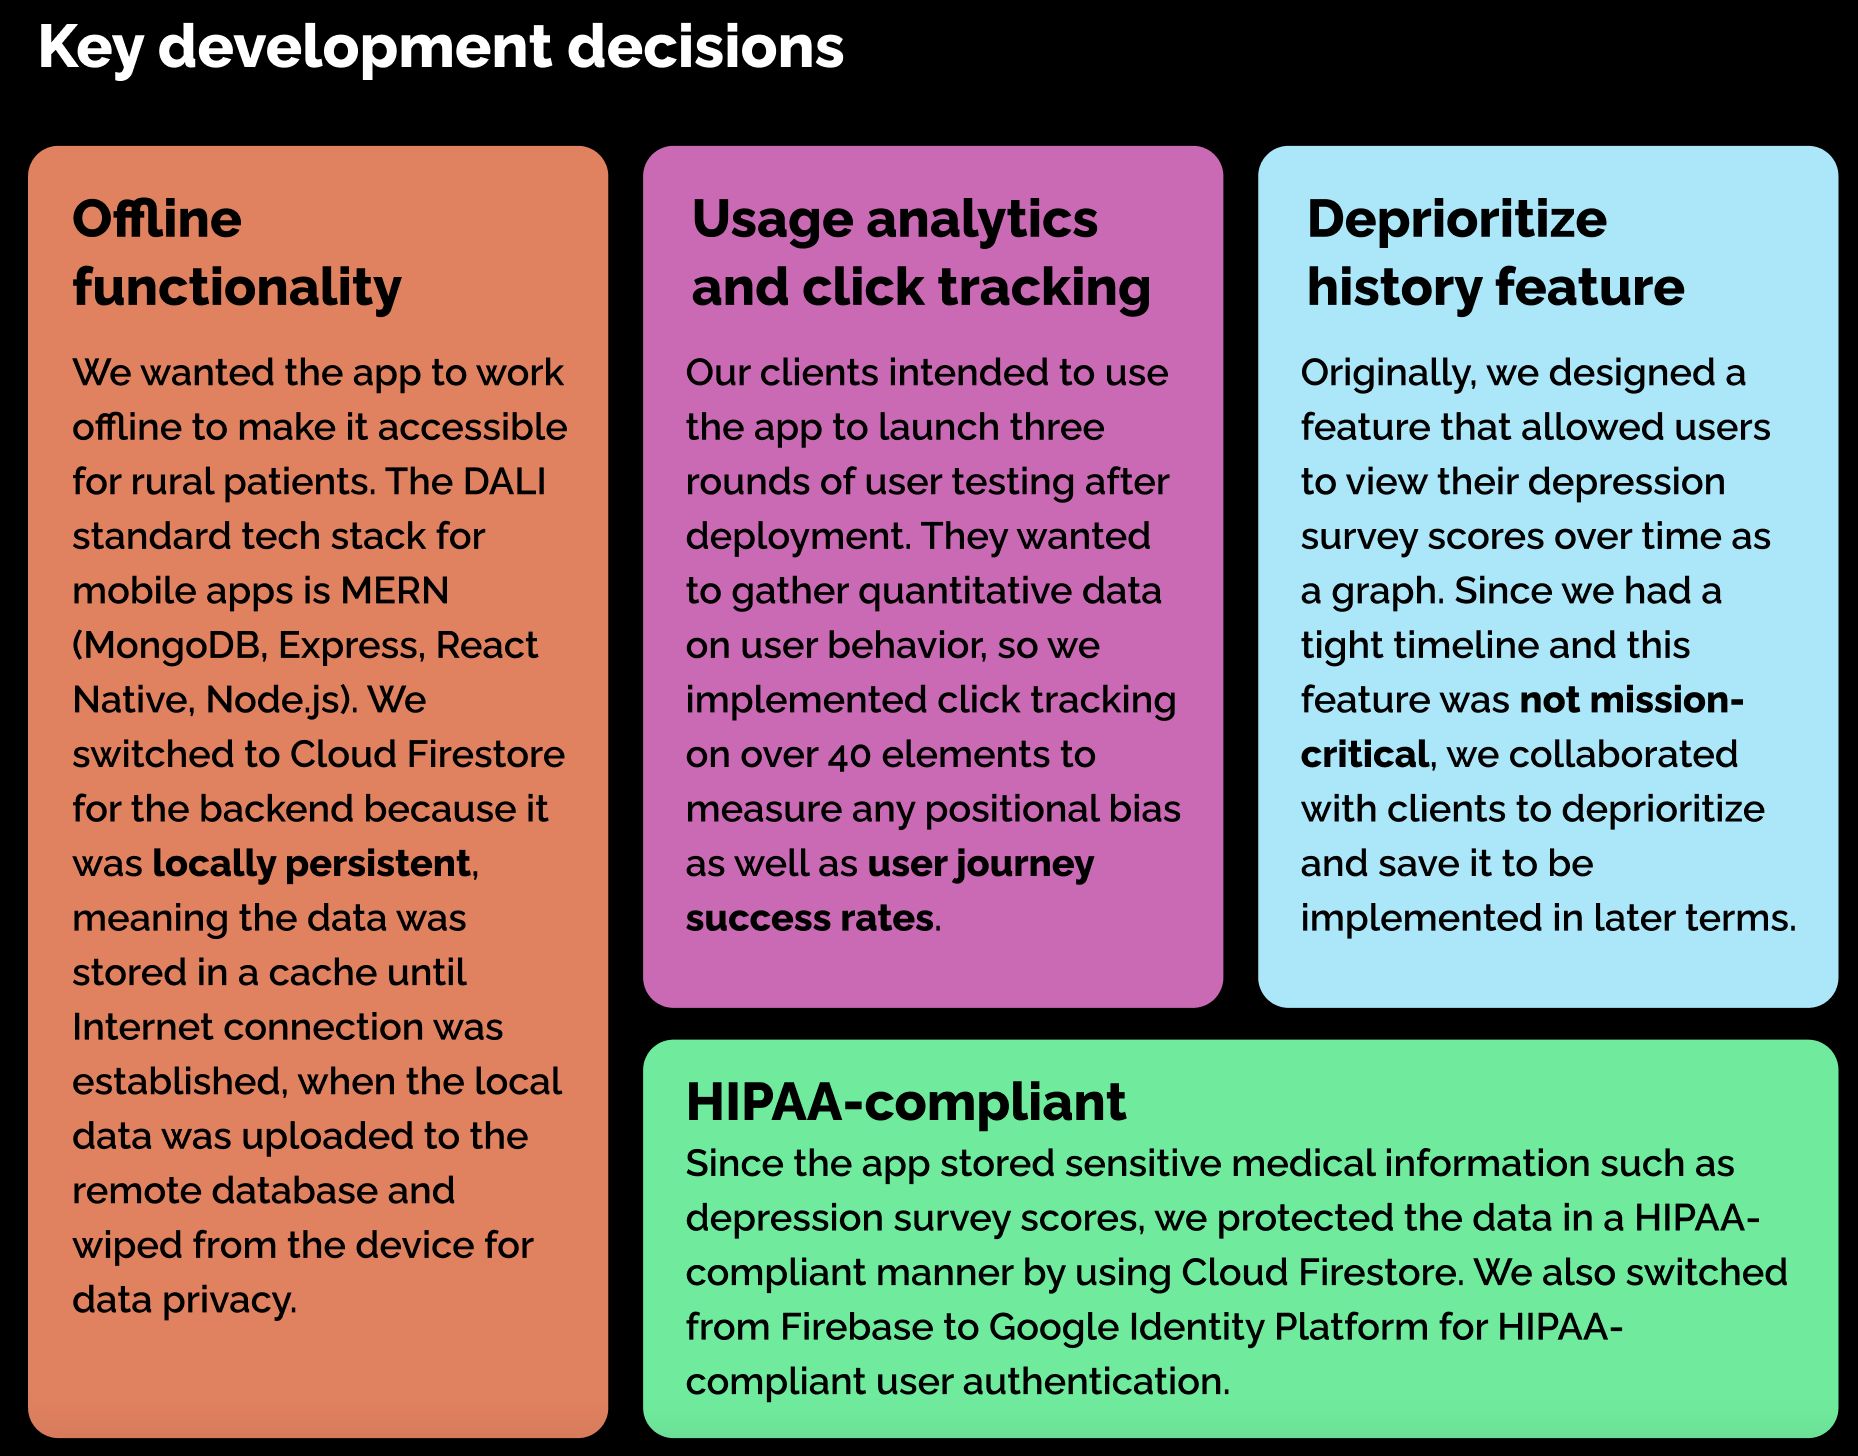 Key development decisions
Offline
functionality
We wanted the app to work
offline to make it accessible
for rural patients. The DALI
standard tech stack for
mobile apps is MERN
(MongoDB, Express, React
Native, Node.js). We
switched to Cloud Firestore
for the backend because it
was locally persistent,
meaning the data was
stored in a cache until
Internet connection was
established, when the local
data was uploaded to the
remote database and
wiped from the device for
data privacy.
Usage analytics
and click tracking
Our clients intended to use
the app to launch three
rounds of user testing after
deployment. They wanted
to gather quantitative data
on user behavior, so we
implemented click tracking
on over 40 elements to
measure any positional bias
as well as user journey
success rates.
Deprioritize
history feature
Originally, we designed a
feature that allowed users
to view their depression
survey scores over time as
a graph. Since we had a
tight timeline and this
feature was not mission-
critical, we collaborated
with clients to deprioritize
and save it to be
implemented in later terms.
HIPAA-compliant
Since the app stored sensitive medical information such as
depression survey scores, we protected the data in a HIPAA-
compliant manner by using Cloud Firestore. We also switched
from Firebase to Google Identity Platform for HIPAA-
compliant user authentication.